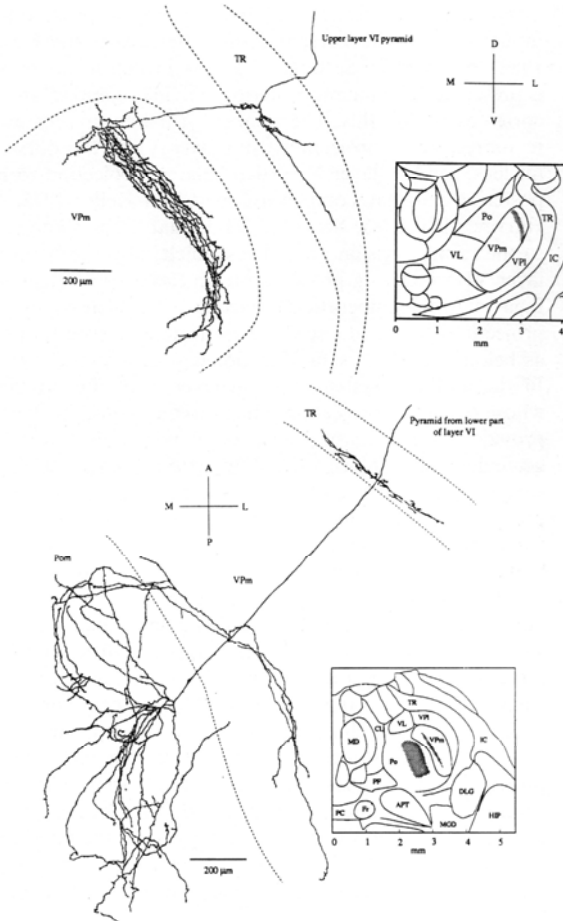 Upper layer VI pyramid
TR
D
M L
V
VPm
200 µm
Po
TR
VPm
VL
VPl
IC
0 1 2 3 4
mm
TR
Pyramid from lower part
of layer VI
A
M L
P
Pom
VPm
200 µm
TR
VL
VPl
CL
VPm
MD
IC
Po
PF
DLG
PC
Fr
APT
MGD
HIP
0 1 2 3 4 5
mm